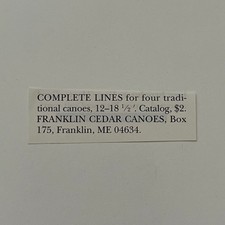 COMPLETE LINES for four tradi-
tional canoes, 12–18 ½′. Catalog, $2.
FRANKLIN CEDAR CANOES, Box
175, Franklin, ME 04634.